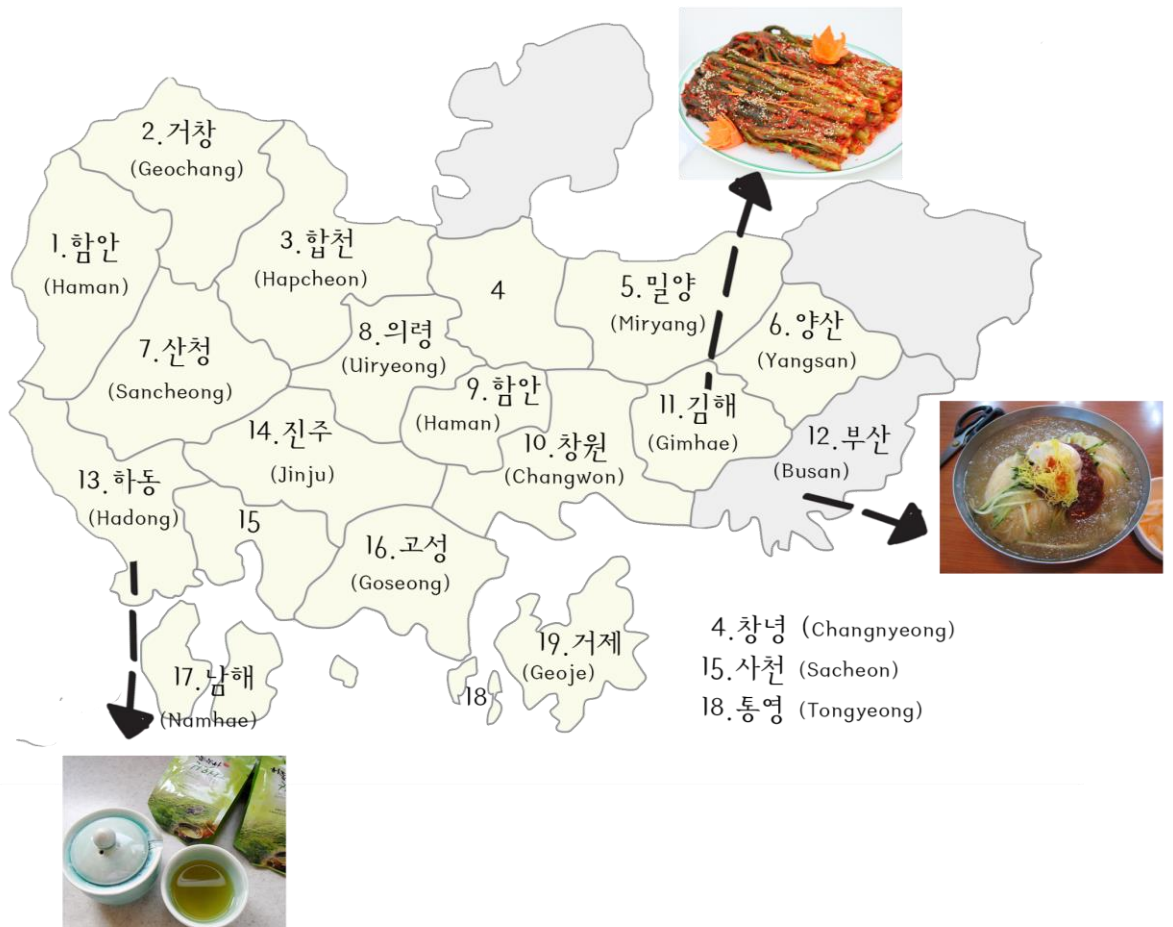 2.거창
(Geochang)
1.함안
(Haman)
3.합천
(Hapcheon)
4
5.밀양
(Miryang)
6.양산
(Yangsan)
7.산청
(Sancheong)
8.의령
(Uiryeong)
9.함안
(Haman)
10.창원
(Changwon)
11.김해
(Gimhae)
12.부산
(Busan)
13.하동
(Hadong)
14.진주
(Jinju)
15
16.고성
(Goseong)
17.남해
(Namhae)
18
19.거제
(Geoje)
4.창녕 (Changnyeong)
15.사천 (Sacheon)
18.통영 (Tongyeong)